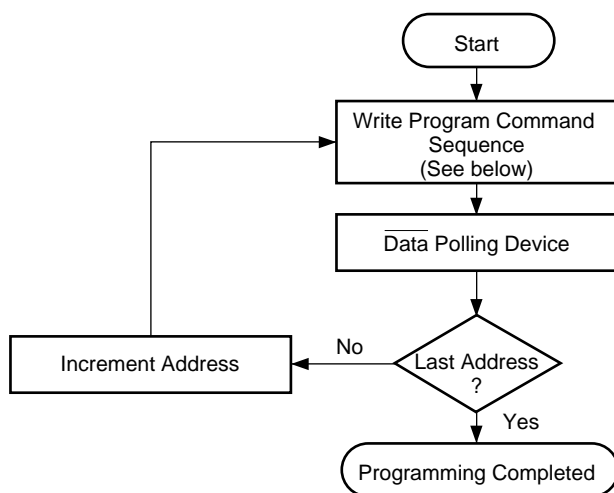 Start
Write Program Command
Sequence
(See below)
Data Polling Device
Increment Address
No
Last Address
?
Yes
Programming Completed